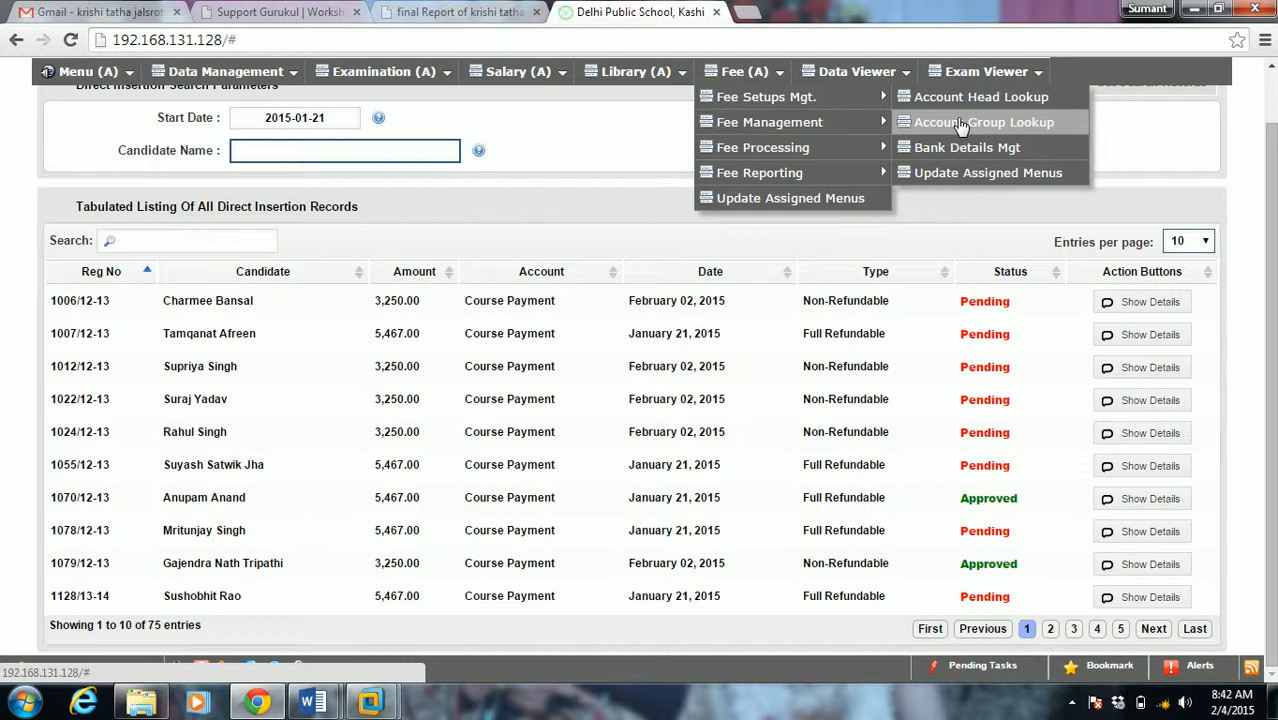 Gmail - krishi tatha jalsrot
Support Gurukul | Worksh
final Report of krishi tatha
Delhi Public School, Kashi
Sumant
192.168.131.128/#
Menu (A)
Data Management
Examination (A)
Salary (A)
Library (A)
Fee (A)
Data Viewer
Exam Viewer
Direct Insertion Search Parameters
Fee Setups Mgt.
Account Head Lookup
Start Date :
2015-01-21
Fee Management
Account Group Lookup
Candidate Name :
Fee Processing
Bank Details Mgt
Fee Reporting
Update Assigned Menus
Update Assigned Menus
Tabulated Listing Of All Direct Insertion Records
Search:
Entries per page: 10
Reg No Candidate Amount Account Date Type Status Action Buttons
1006/12-13 Charmee Bansal 3,250.00 Course Payment February 02, 2015 Non-Refundable Pending Show Details
1007/12-13 Tamqanat Afreen 5,467.00 Course Payment January 21, 2015 Full Refundable Pending Show Details
1012/12-13 Supriya Singh 3,250.00 Course Payment February 02, 2015 Non-Refundable Pending Show Details
1022/12-13 Suraj Yadav 3,250.00 Course Payment February 02, 2015 Non-Refundable Pending Show Details
1024/12-13 Rahul Singh 3,250.00 Course Payment February 02, 2015 Non-Refundable Pending Show Details
1055/12-13 Suyash Satwik Jha 5,467.00 Course Payment January 21, 2015 Full Refundable Pending Show Details
1070/12-13 Anupam Anand 5,467.00 Course Payment January 21, 2015 Full Refundable Approved Show Details
1078/12-13 Mritunjay Singh 5,467.00 Course Payment January 21, 2015 Full Refundable Pending Show Details
1079/12-13 Gajendra Nath Tripathi 3,250.00 Course Payment February 02, 2015 Non-Refundable Approved Show Details
1128/13-14 Sushobhit Rao 5,467.00 Course Payment January 21, 2015 Full Refundable Pending Show Details
Showing 1 to 10 of 75 entries
First Previous 1 2 3 4 5 Next Last
192.168.131.128/#
Pending Tasks
Bookmark
Alerts
8:42 AM
2/4/2015